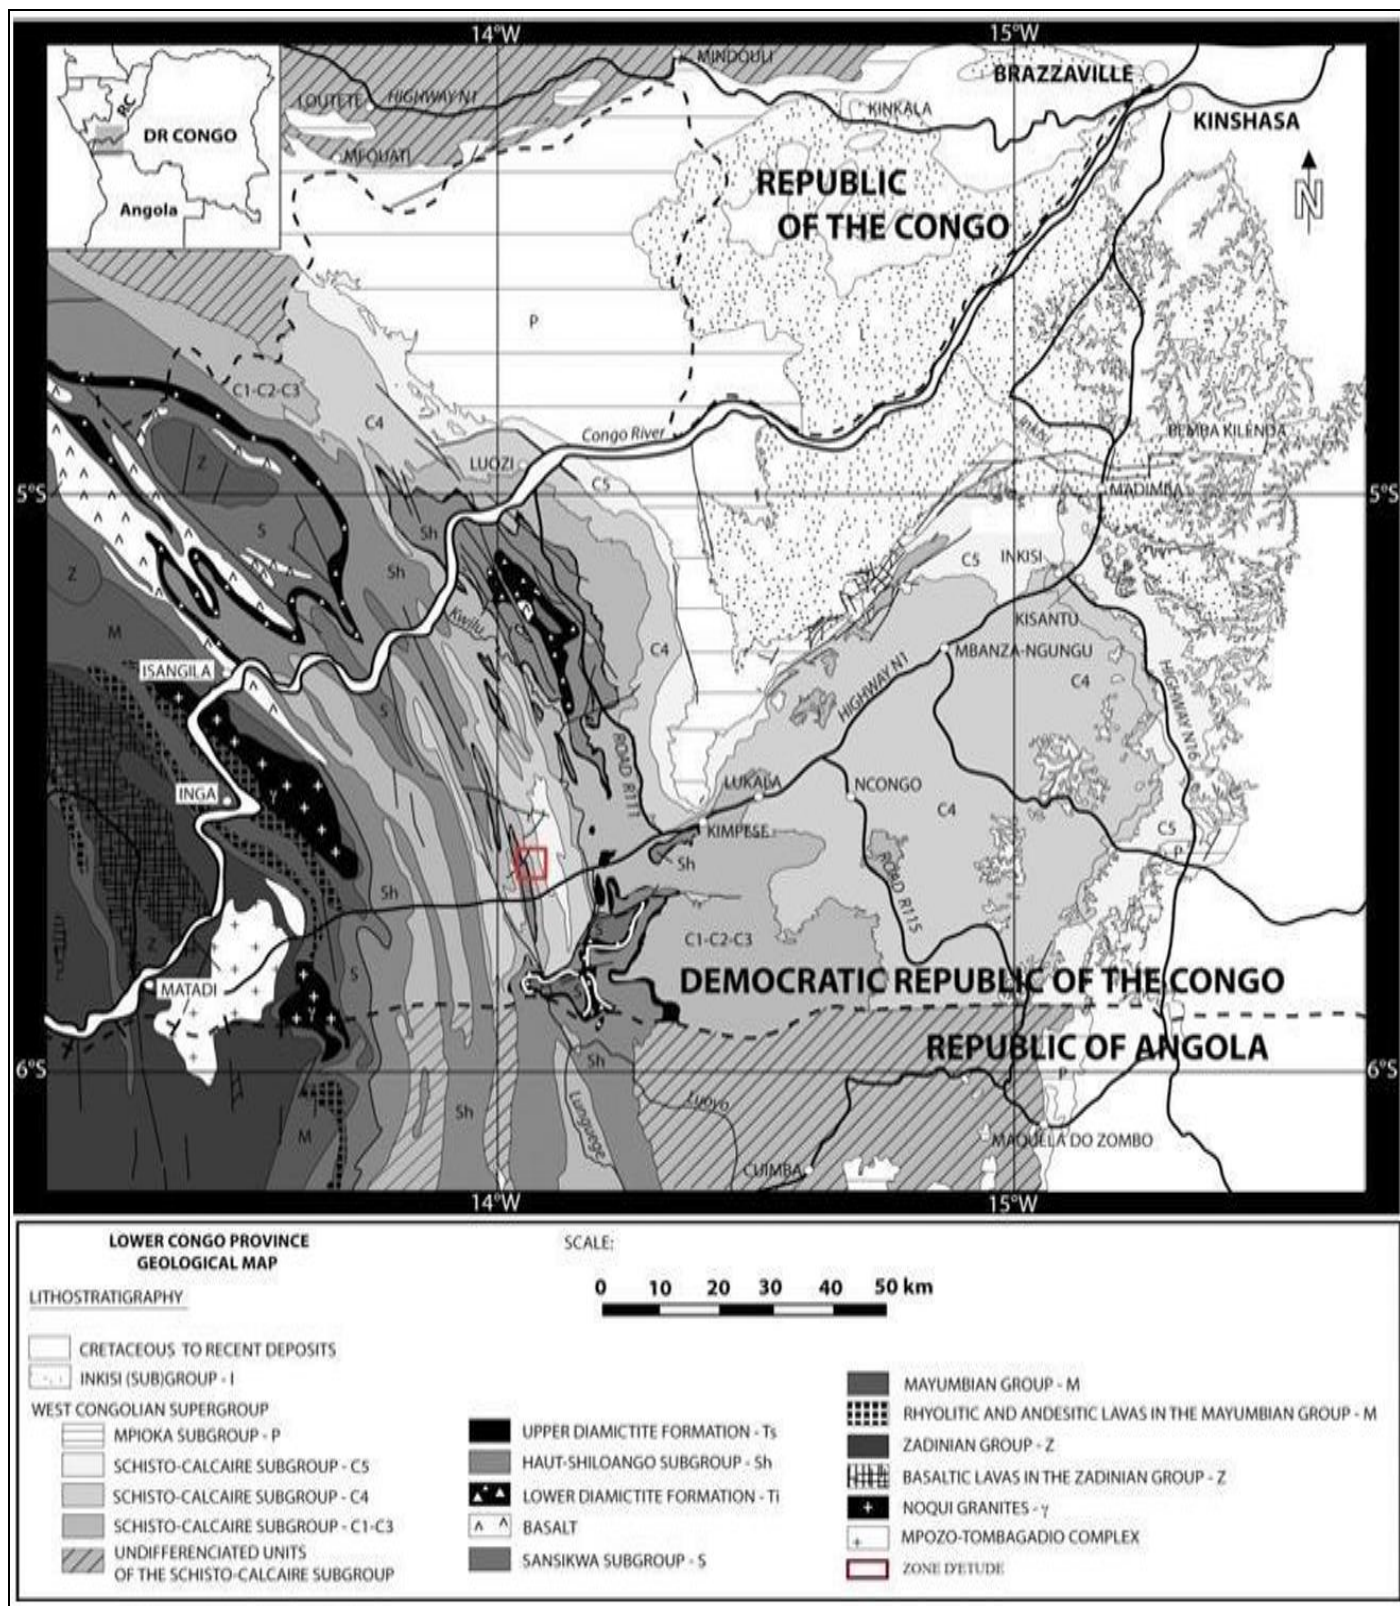 14°W
15°W
MINDOULI
BRAZZAVILLE
LOUTETE
HIGHWAY N1
KINKALA
KINSHASA
RC
DR CONGO
MFOUATI
Angola
REPUBLIC
OF THE CONGO
N
P
C1-C2-C3
C4
Congo River
BEMBA KILENDA
Z
LUOZI
C5
5°S
I
MADIMBA
5°S
S
Sh
C5
INKISI
Z
Sh
Kwilu
KISANTU
M
C4
MBANZA-NGUNGU
ISANGILA
C4
HIGHWAY N1
HIGHWAY N16
S
ROAD R111
INGA
γ
LUKALA
NCONGO
C4
KIMPESE
C5
P
Sh
Sh
ROAD R115
Z
S
C1-C2-C3
S
MATADI
DEMOCRATIC REPUBLIC OF THE CONGO
γ
REPUBLIC OF ANGOLA
6°S
Sh
P
6°S
Sh
Lunguege
Luoyo
M
MAQUELA DO ZOMBO
CUIMBA
14°W
15°W
LOWER CONGO PROVINCE
GEOLOGICAL MAP
SCALE:
0 10 20 30 40 50 km
LITHOSTRATIGRAPHY
CRETACEOUS TO RECENT DEPOSITS
INKISI (SUB)GROUP - I
WEST CONGOLIAN SUPERGROUP
MPIOKA SUBGROUP - P
SCHISTO-CALCAIRE SUBGROUP - C5
SCHISTO-CALCAIRE SUBGROUP - C4
SCHISTO-CALCAIRE SUBGROUP - C1-C3
UNDIFFERENCIATED UNITS
OF THE SCHISTO-CALCAIRE SUBGROUP
UPPER DIAMICTITE FORMATION - Ts
HAUT-SHILOANGO SUBGROUP - Sh
LOWER DIAMICTITE FORMATION - Ti
BASALT
SANSIKWA SUBGROUP - S
MAYUMBIAN GROUP - M
RHYOLITIC AND ANDESITIC LAVAS IN THE MAYUMBIAN GROUP - M
ZADINIAN GROUP - Z
BASALTIC LAVAS IN THE ZADINIAN GROUP - Z
NOQUI GRANITES - γ
MPOZO-TOMBAGADIO COMPLEX
ZONE D'ETUDE